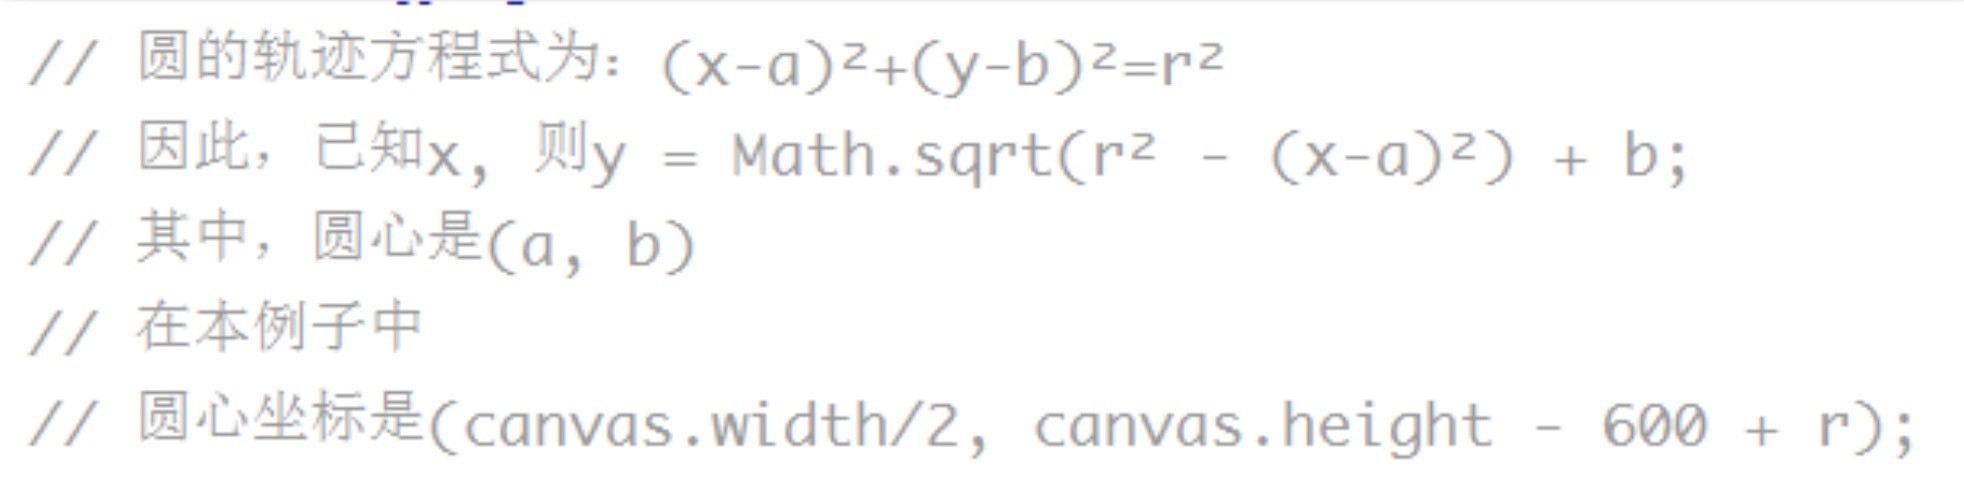 // 圆的轨迹方程式为：(x-a)²+(y-b)²=r²
// 因此，已知x, 则y = Math.sqrt(r² - (x-a)²) + b;
// 其中，圆心是(a, b)
// 在本例子中
// 圆心坐标是(canvas.width/2, canvas.height - 600 + r);